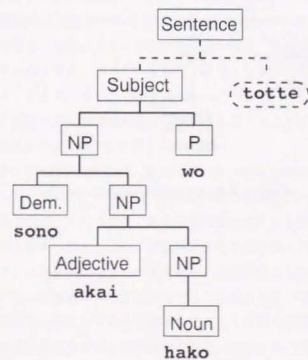 Sentence
Subject
totte
NP
P
wo
Dem.
NP
sono
Adjective
NP
akai
Noun
hako